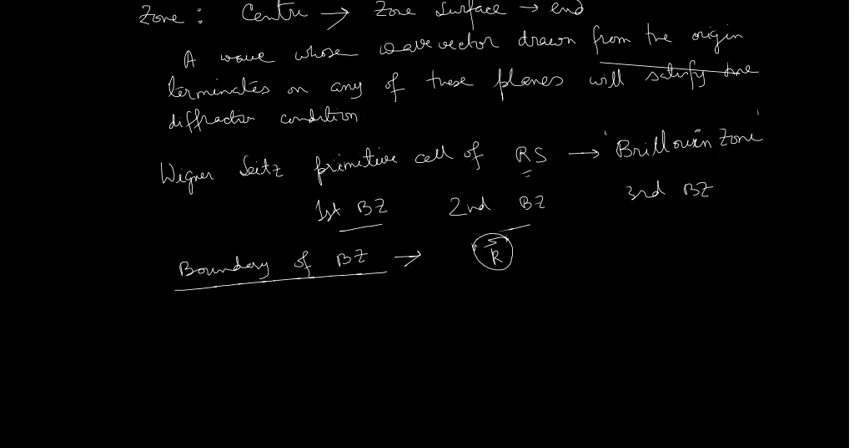 Zone : Centre → Zone Surface → end
A wave whose wavevector drawn from the origin
terminates on any of these planes will satisfy the
diffraction condition
Wigner Seitz primitive cell of RS → 'Brillouin Zone'
1st BZ 2nd BZ 3rd BZ
Boundary of BZ → k